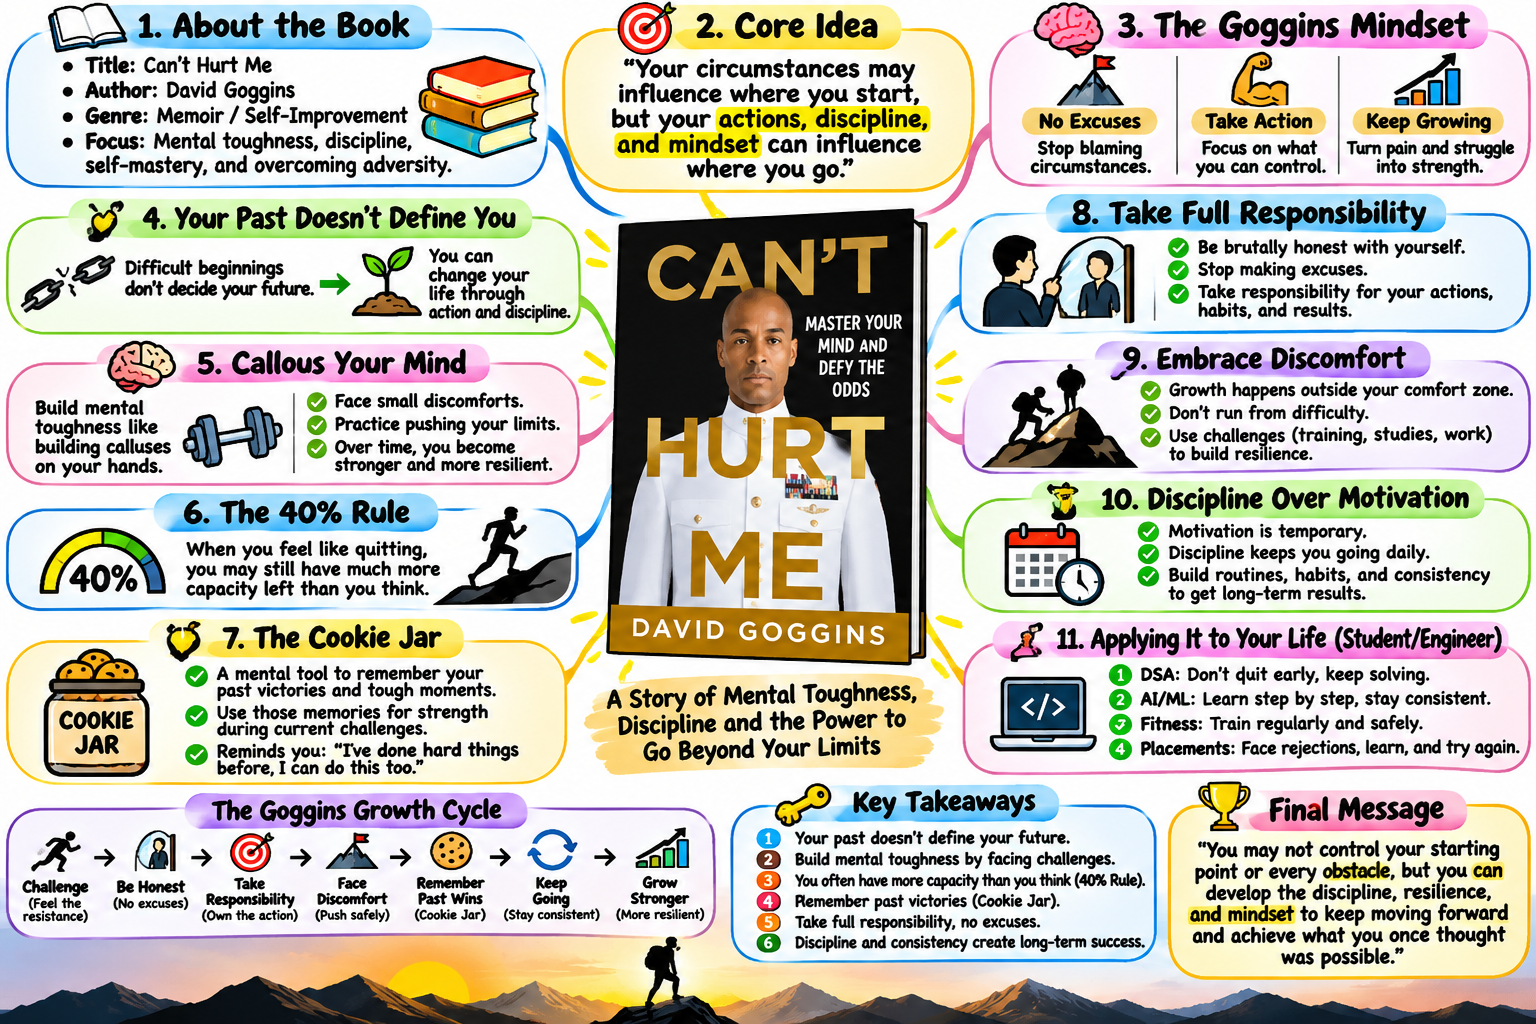 1. About the Book
• Title: Can't Hurt Me
• Author: David Goggins
• Genre: Memoir / Self-Improvement
• Focus: Mental toughness, discipline,
self-mastery, and overcoming adversity.
2. Core Idea
“Your circumstances may
influence where you start,
but your actions, discipline,
and mindset can influence
where you go.”
3. The Goggins Mindset
No Excuses
Stop blaming
circumstances.
Take Action
Focus on what
you can control.
Keep Growing
Turn pain and struggle
into strength.
4. Your Past Doesn't Define You
Difficult beginnings
don't decide your future.
You can
change your
life through
action and discipline.
5. Callous Your Mind
Build mental
toughness like
building calluses
on your hands.
Face small discomforts.
Practice pushing your limits.
Over time, you become
stronger and more resilient.
6. The 40% Rule
40%
When you feel like quitting,
you may still have much more
capacity left than you think.
7. The Cookie Jar
COOKIE
JAR
A mental tool to remember your
past victories and tough moments.
Use those memories for strength
during current challenges.
Reminds you: “I've done hard things
before, I can do this too.”
CAN'T
MASTER YOUR
MIND AND
DEFY THE
ODDS
HURT
ME
DAVID GOGGINS
A Story of Mental Toughness,
Discipline and the Power to
Go Beyond Your Limits
8. Take Full Responsibility
Be brutally honest with yourself.
Stop making excuses.
Take responsibility for your actions,
habits, and results.
9. Embrace Discomfort
Growth happens outside your comfort zone.
Don't run from difficulty.
Use challenges (training, studies, work)
to build resilience.
10. Discipline Over Motivation
Motivation is temporary.
Discipline keeps you going daily.
Build routines, habits, and consistency
to get long-term results.
11. Applying It to Your Life (Student/Engineer)
</>
1 DSA: Don't quit early, keep solving.
2 AI/ML: Learn step by step, stay consistent.
3 Fitness: Train regularly and safely.
4 Placements: Face rejections, learn, and try again.
The Goggins Growth Cycle
Challenge
(Feel the
resistance)
Be Honest
(No excuses)
Take
Responsibility
(Own the action)
Face
Discomfort
(Push safely)
Remember
Past Wins
(Cookie Jar)
Keep
Going
(Stay consistent)
Grow
Stronger
(More resilient)
Key Takeaways
1 Your past doesn't define your future.
2 Build mental toughness by facing challenges.
3 You often have more capacity than you think (40% Rule).
4 Remember past victories (Cookie Jar).
5 Take full responsibility, no excuses.
6 Discipline and consistency create long-term success.
Final Message
“You may not control your starting
point or every obstacle, but you can
develop the discipline, resilience,
and mindset to keep moving forward
and achieve what you once thought
was possible.”